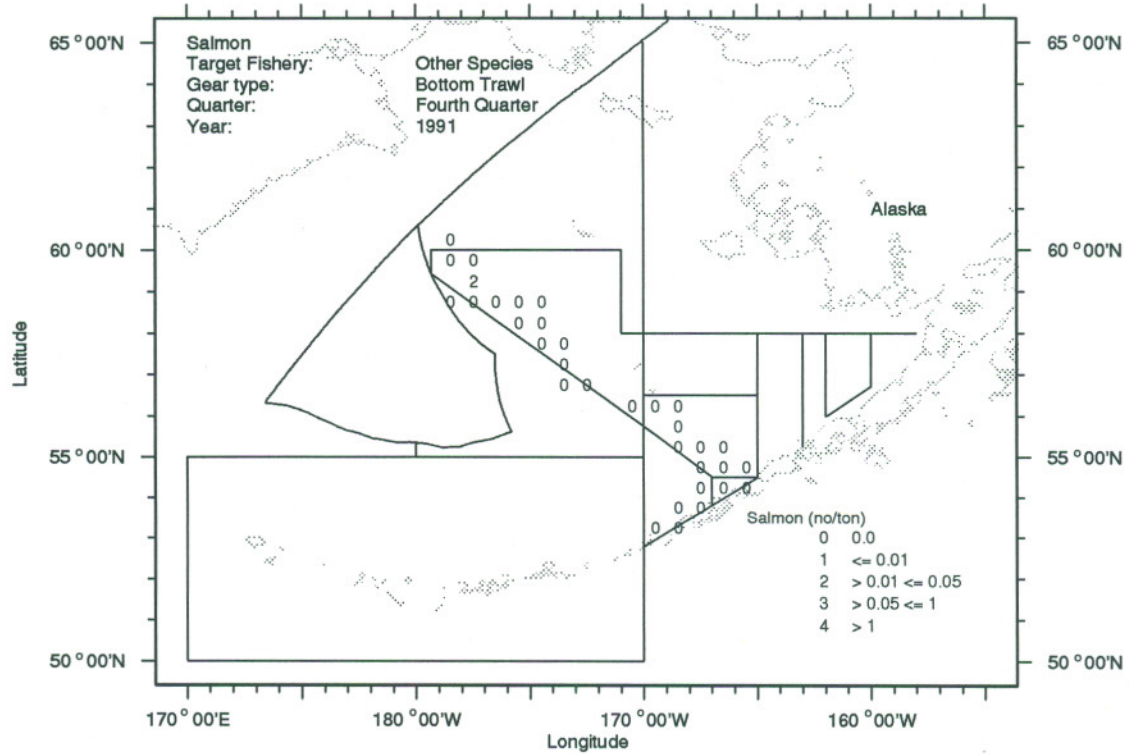 Salmon
Target Fishery: Other Species
Gear type: Bottom Trawl
Quarter: Fourth Quarter
Year: 1991
65°00'N 65°00'N
Alaska
60°00'N 60°00'N
55°00'N 55°00'N
50°00'N 50°00'N
Latitude
0
0 0
2
0 0 0 0 0
0 0
0 0
0
0 0
0 0 0
0
0 0 0
0 0 0
0 0 0
0 0
0 0
Salmon (no/ton)
0 0.0
1 <= 0.01
2 > 0.01 <= 0.05
3 > 0.05 <= 1
4 > 1
170°00'E 180°00'W 170°00'W 160°00'W
Longitude